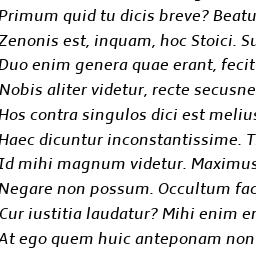 Primum quid tu dicis breve? Beatu
Zenonis est, inquam, hoc Stoici. Su
Duo enim genera quae erant, fecit
Nobis aliter videtur, recte secusne
Hos contra singulos dici est melius
Haec dicuntur inconstantissime. T
Id mihi magnum videtur. Maximus
Negare non possum. Occultum fac
Cur iustitia laudatur? Mihi enim er
At ego quem huic anteponam non